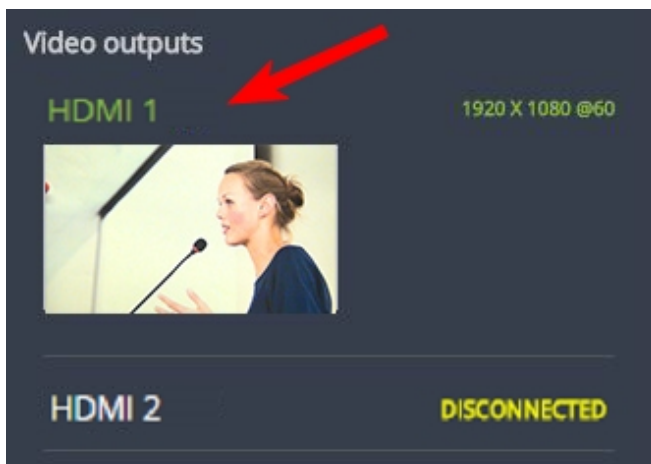 Video outputs
HDMI 1
1920 X 1080 @60
HDMI 2
DISCONNECTED